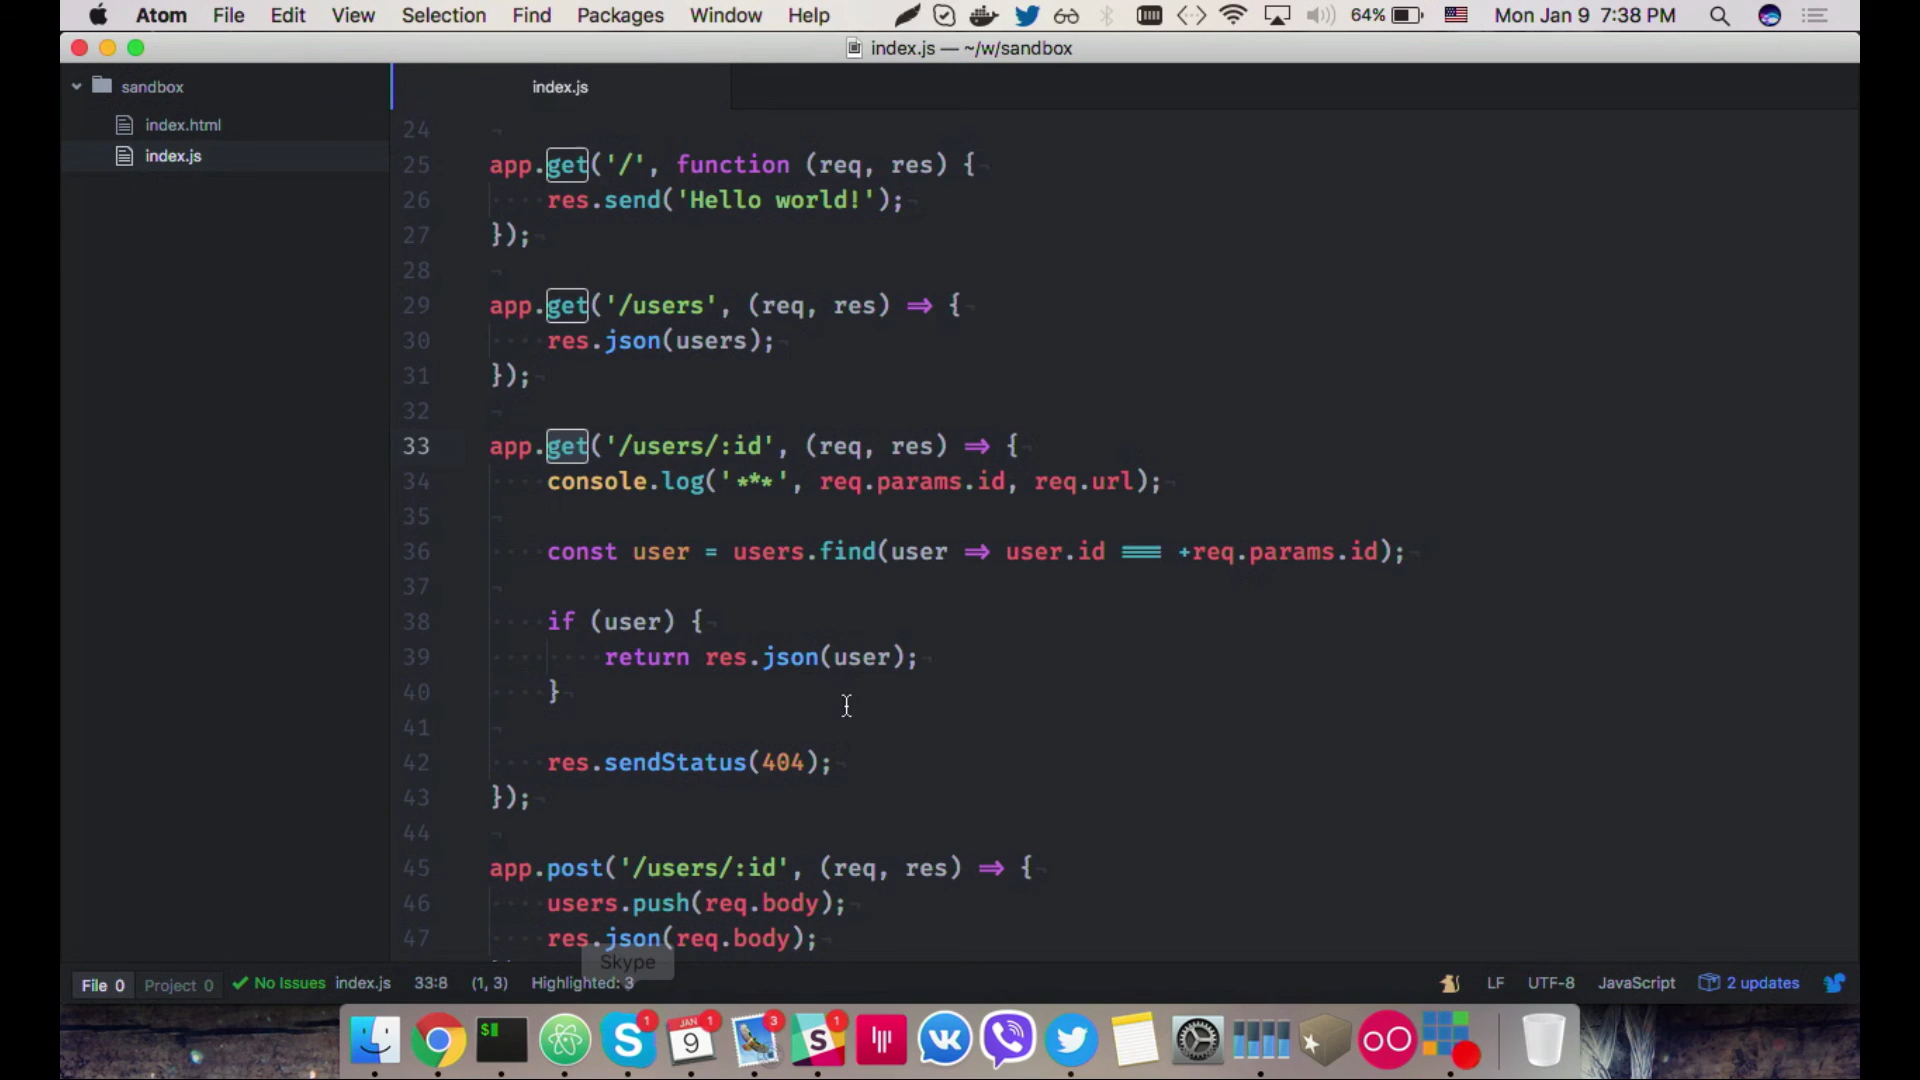 Atom File Edit View Selection Find Packages Window Help 64% Mon Jan 9 7:38 PM
index.js — ~/w/sandbox
sandbox
index.html
index.js
index.js
24
25 app.get('/', function (req, res) {
26 res.send('Hello world!');
27 });
28
29 app.get('/users', (req, res) => {
30 res.json(users);
31 });
32
33 app.get('/users/:id', (req, res) => {
34 console.log('***', req.params.id, req.url);
35
36 const user = users.find(user => user.id === +req.params.id);
37
38 if (user) {
39 return res.json(user);
40 }
41
42 res.sendStatus(404);
43 });
44
45 app.post('/users/:id', (req, res) => {
46 users.push(req.body);
47 res.json(req.body);
Skype
File 0 Project 0 No Issues index.js 33:8 (1, 3) Highlighted: 3 LF UTF-8 JavaScript 2 updates
$ 1 JAN 9 1 3 1